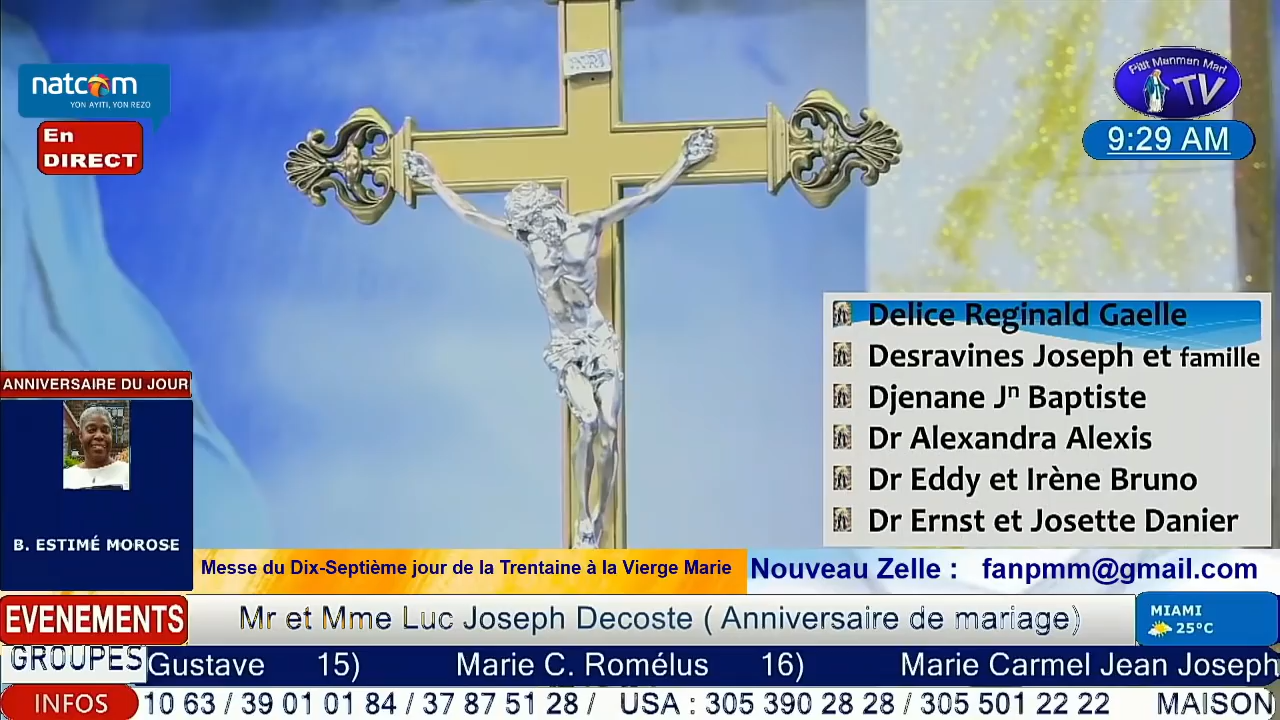 INRI
natcom
YON AYITI, YON REZO
En
DIRECT
Pitit Manman Mari
TV
9:29 AM
Delice Reginald Gaelle
Desravines Joseph et famille
Djenane Jⁿ Baptiste
Dr Alexandra Alexis
Dr Eddy et Irène Bruno
Dr Ernst et Josette Danier
ANNIVERSAIRE DU JOUR
B. ESTIMÉ MOROSE
Messe du Dix-Septième jour de la Trentaine à la Vierge Marie
Nouveau Zelle : fanpmm@gmail.com
EVENEMENTS
Mr et Mme Luc Joseph Decoste ( Anniversaire de mariage)
MIAMI
25°C
GROUPES
Gustave 15) Marie C. Romélus 16) Marie Carmel Jean Joseph
INFOS
10 63 / 39 01 01 84 / 37 87 51 28 / USA : 305 390 28 28 / 305 501 22 22 MAISON